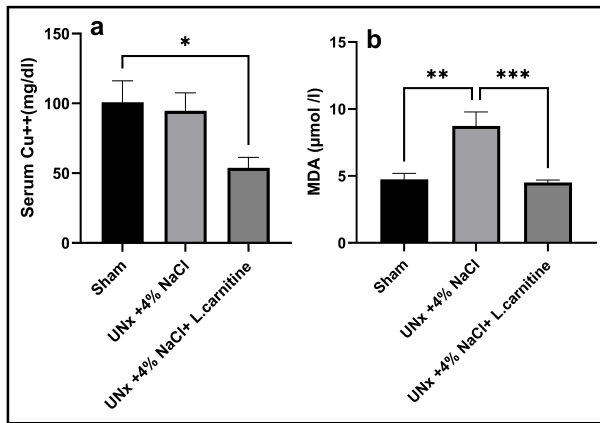 a
*
Serum Cu++(mg/dl)
150
100
50
0
Sham
UNx +4% NaCl
UNx +4% NaCl+ L.carnitine
b
**
***
MDA (µmol /l)
15
10
5
0
Sham
UNx +4% NaCl
UNx +4% NaCl+ L.carnitine